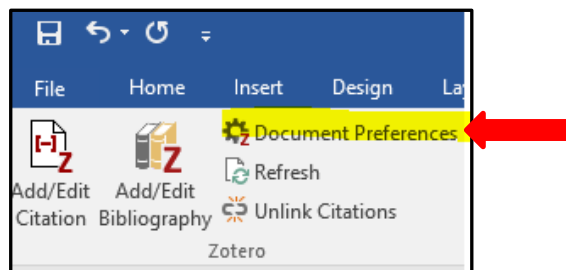 File Home Insert Design La
Add/Edit Citation
Add/Edit Bibliography
Document Preferences
Refresh
Unlink Citations
Zotero